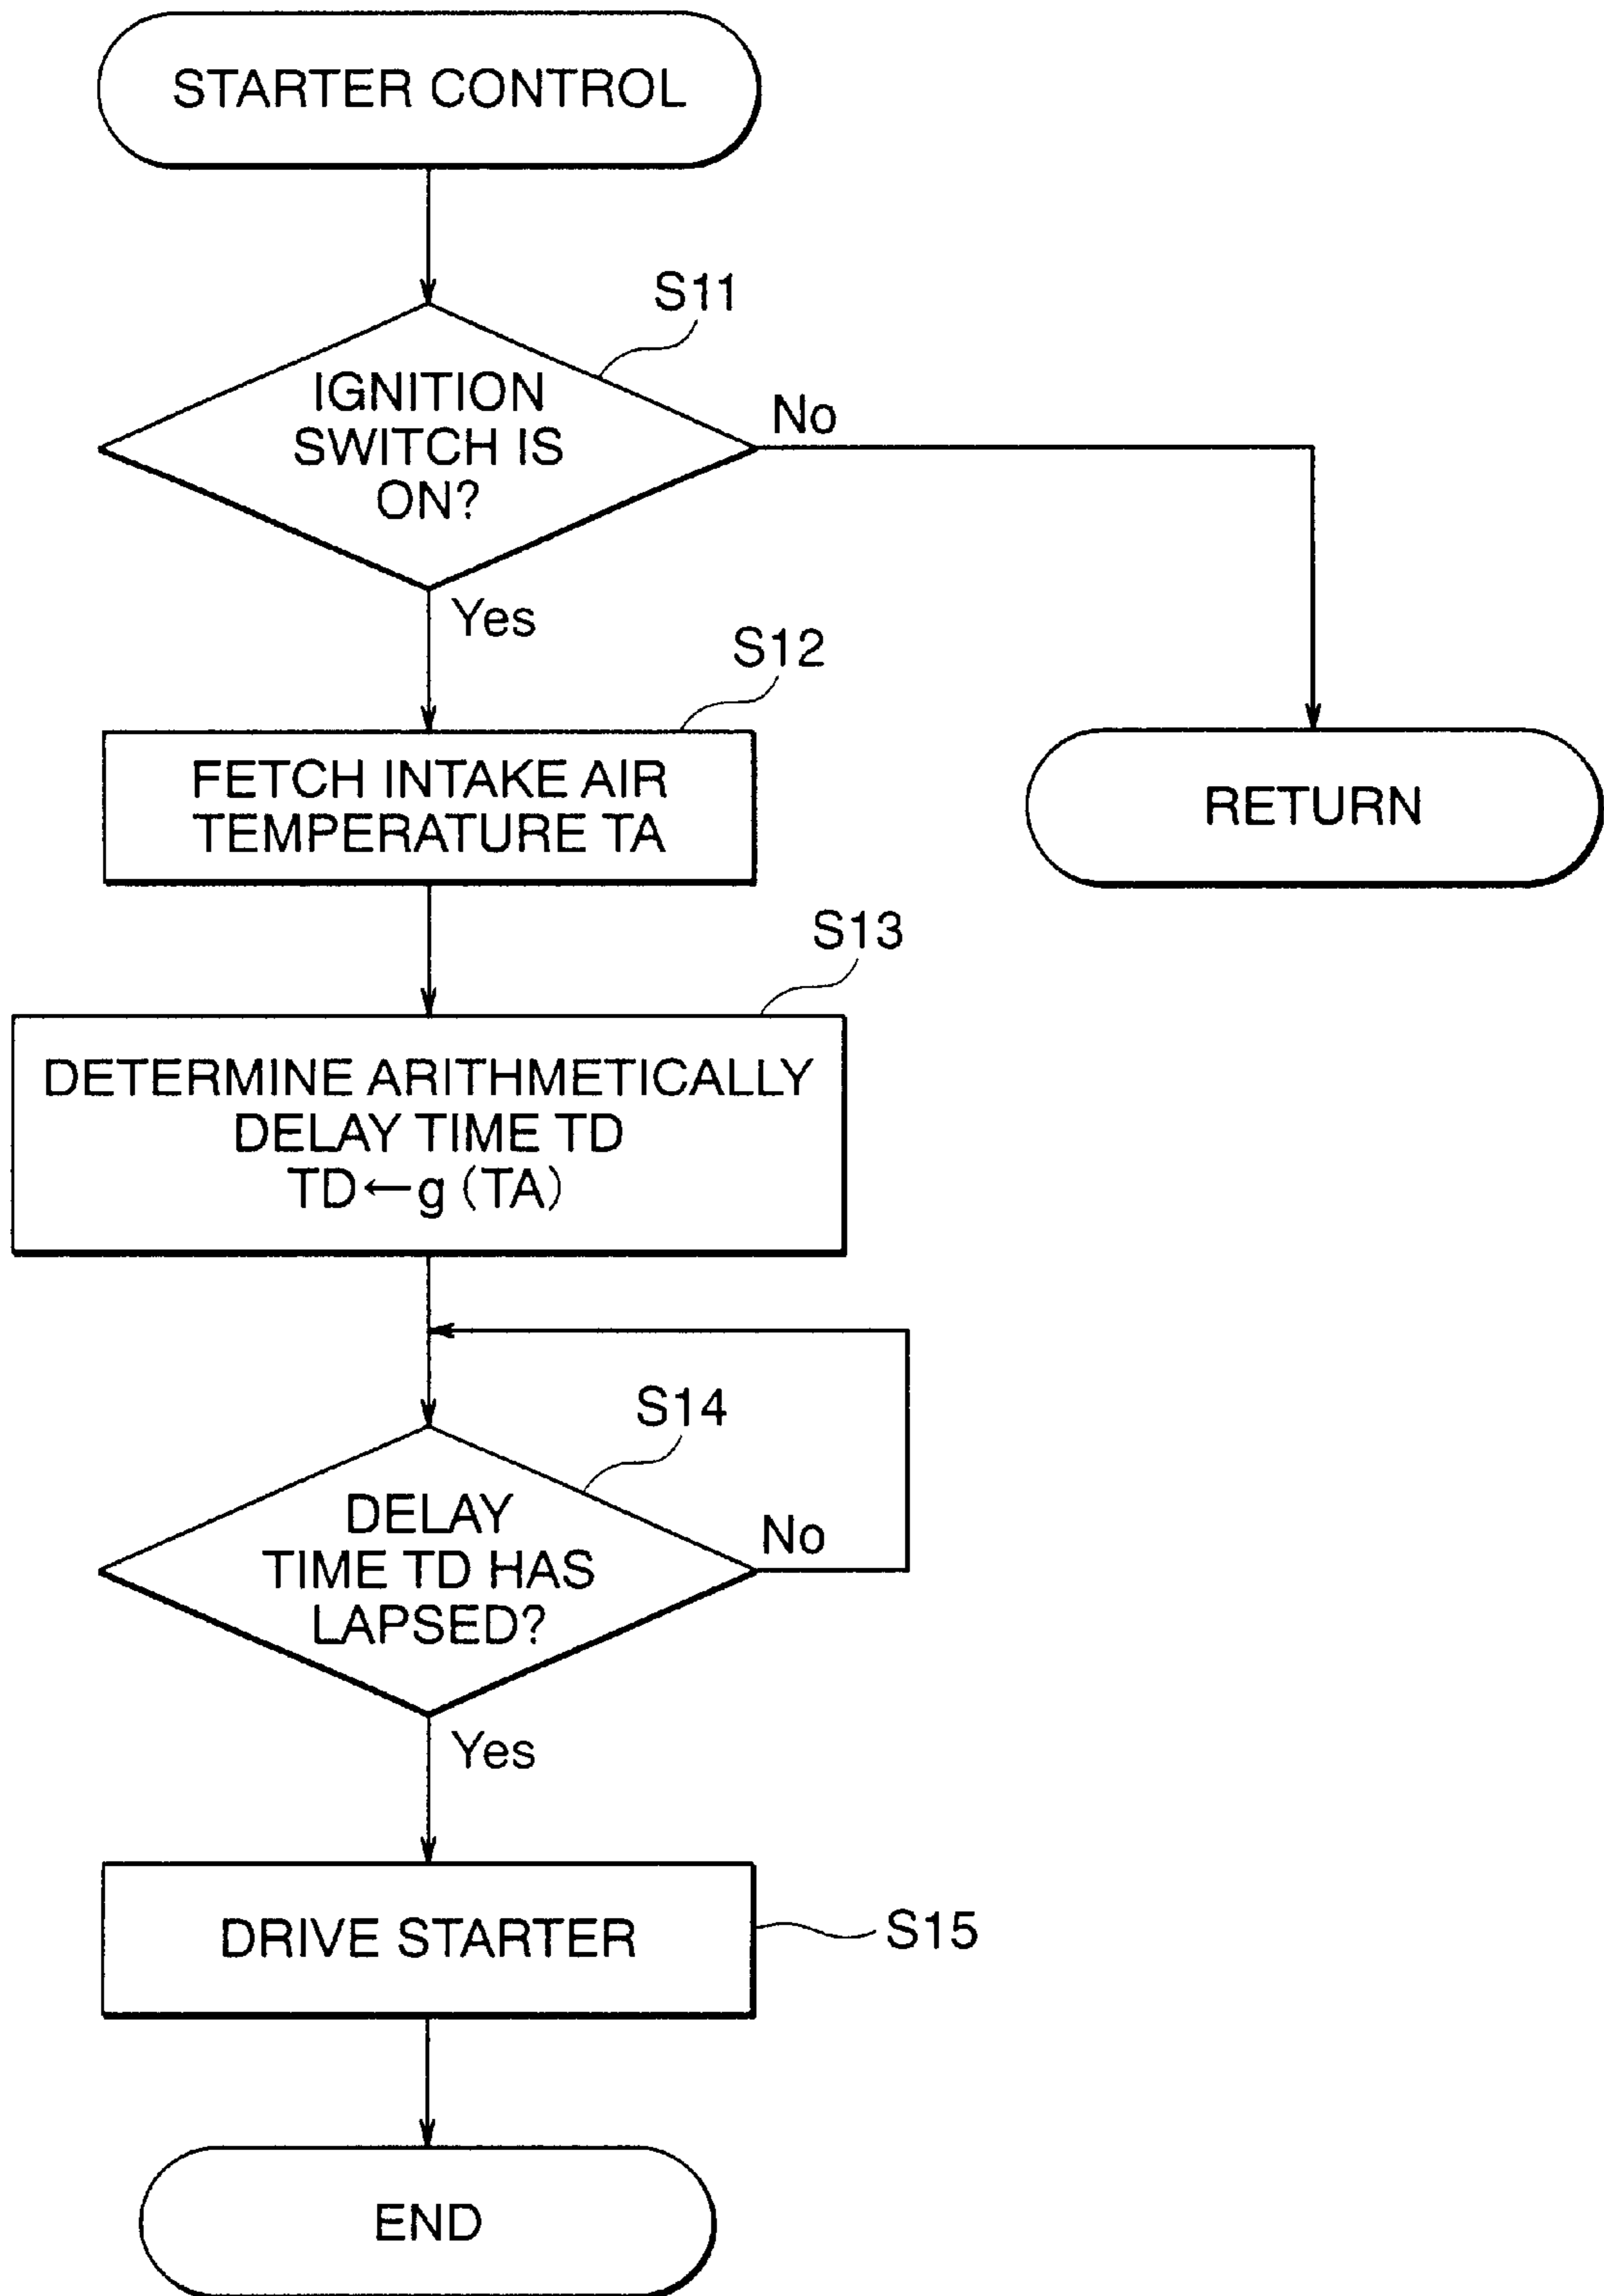 STARTER CONTROL
S11
IGNITION
SWITCH IS
ON?
No
Yes
S12
FETCH INTAKE AIR
TEMPERATURE TA
RETURN
S13
DETERMINE ARITHMETICALLY
DELAY TIME TD
TD←g (TA)
S14
DELAY
TIME TD HAS
LAPSED?
No
Yes
DRIVE STARTER
S15
END